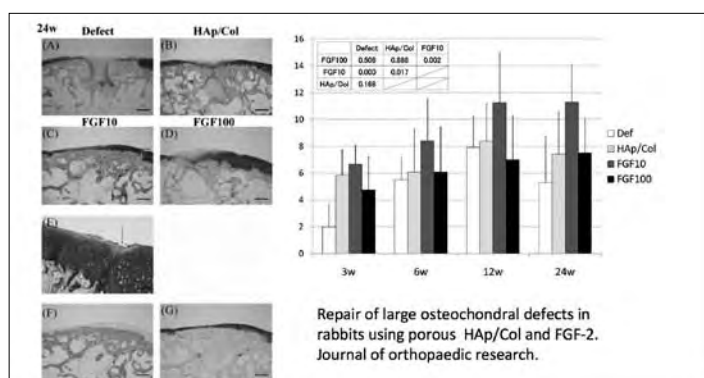 24w
Defect HAp/Col
(A) (B)
FGF10 FGF100
(C) (D)
(E)
(F) (G)
16
14
12
10
8
6
4
2
0
Defect HAp/Col FGF10
FGF100 0.506 0.002
FGF10 0.003 0.017
HAp/Col 0.168
Def
HAp/Col
FGF10
FGF100
3w 6w 12w 24w
Repair of large osteochondral defects in
rabbits using porous HAp/Col and FGF-2.
Journal of orthopaedic research.